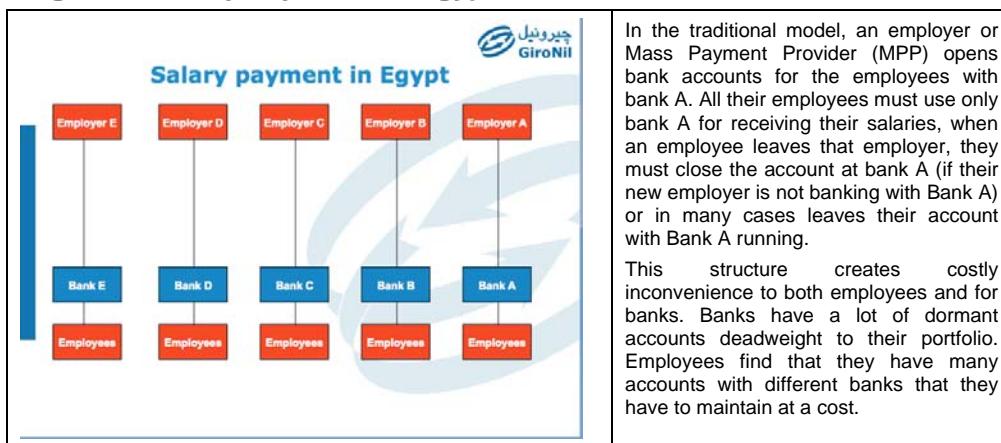 چيرونيل
GiroNil
Salary payment in Egypt
Employer E Employer D Employer C Employer B Employer A
Bank E Bank D Bank C Bank B Bank A
Employees Employees Employees Employees Employees
In the traditional model, an employer or
Mass Payment Provider (MPP) opens
bank accounts for the employees with
bank A. All their employees must use only
bank A for receiving their salaries, when
an employee leaves that employer, they
must close the account at bank A (if their
new employer is not banking with Bank A)
or in many cases leaves their account
with Bank A running.
This structure creates costly
inconvenience to both employees and for
banks. Banks have a lot of dormant
accounts deadweight to their portfolio.
Employees find that they have many
accounts with different banks that they
have to maintain at a cost.